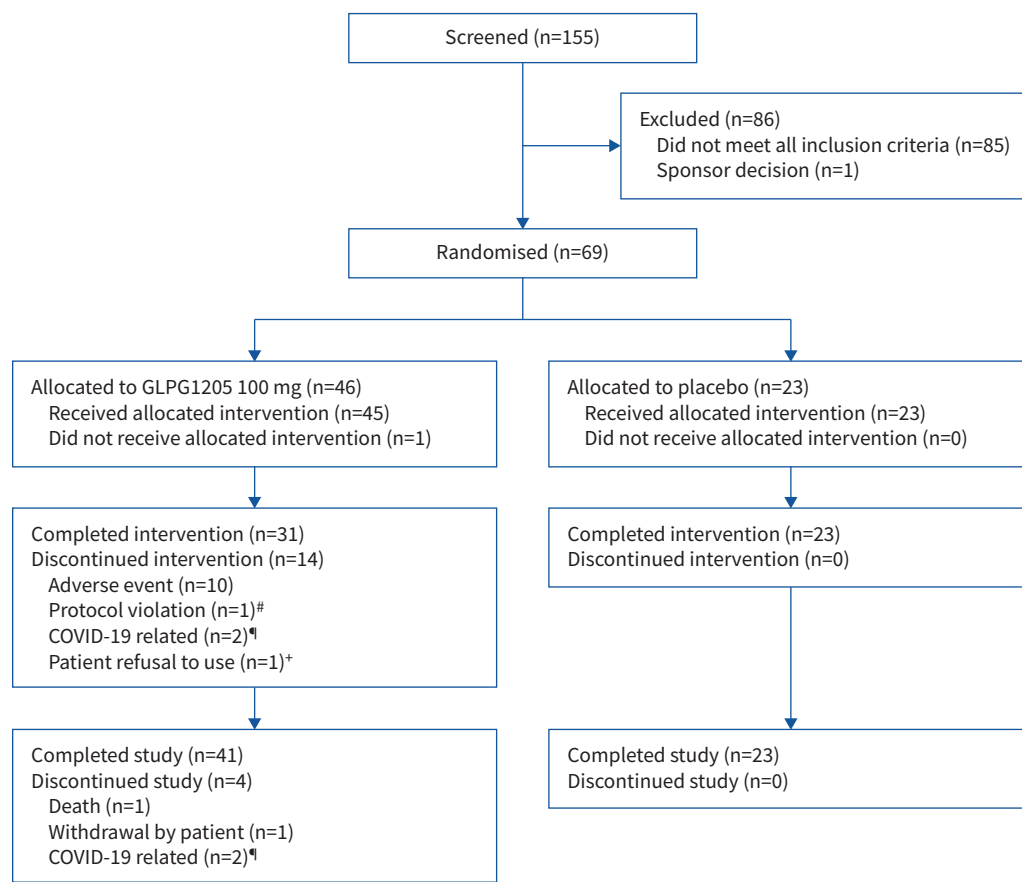 Screened (n=155)
Excluded (n=86)
Did not meet all inclusion criteria (n=85)
Sponsor decision (n=1)
Randomised (n=69)
Allocated to GLPG1205 100 mg (n=46)
Received allocated intervention (n=45)
Did not receive allocated intervention (n=1)
Allocated to placebo (n=23)
Received allocated intervention (n=23)
Did not receive allocated intervention (n=0)
Completed intervention (n=31)
Discontinued intervention (n=14)
Adverse event (n=10)
Protocol violation (n=1)#
COVID-19 related (n=2)¶
Patient refusal to use (n=1)+
Completed intervention (n=23)
Discontinued intervention (n=0)
Completed study (n=41)
Discontinued study (n=4)
Death (n=1)
Withdrawal by patient (n=1)
COVID-19 related (n=2)¶
Completed study (n=23)
Discontinued study (n=0)